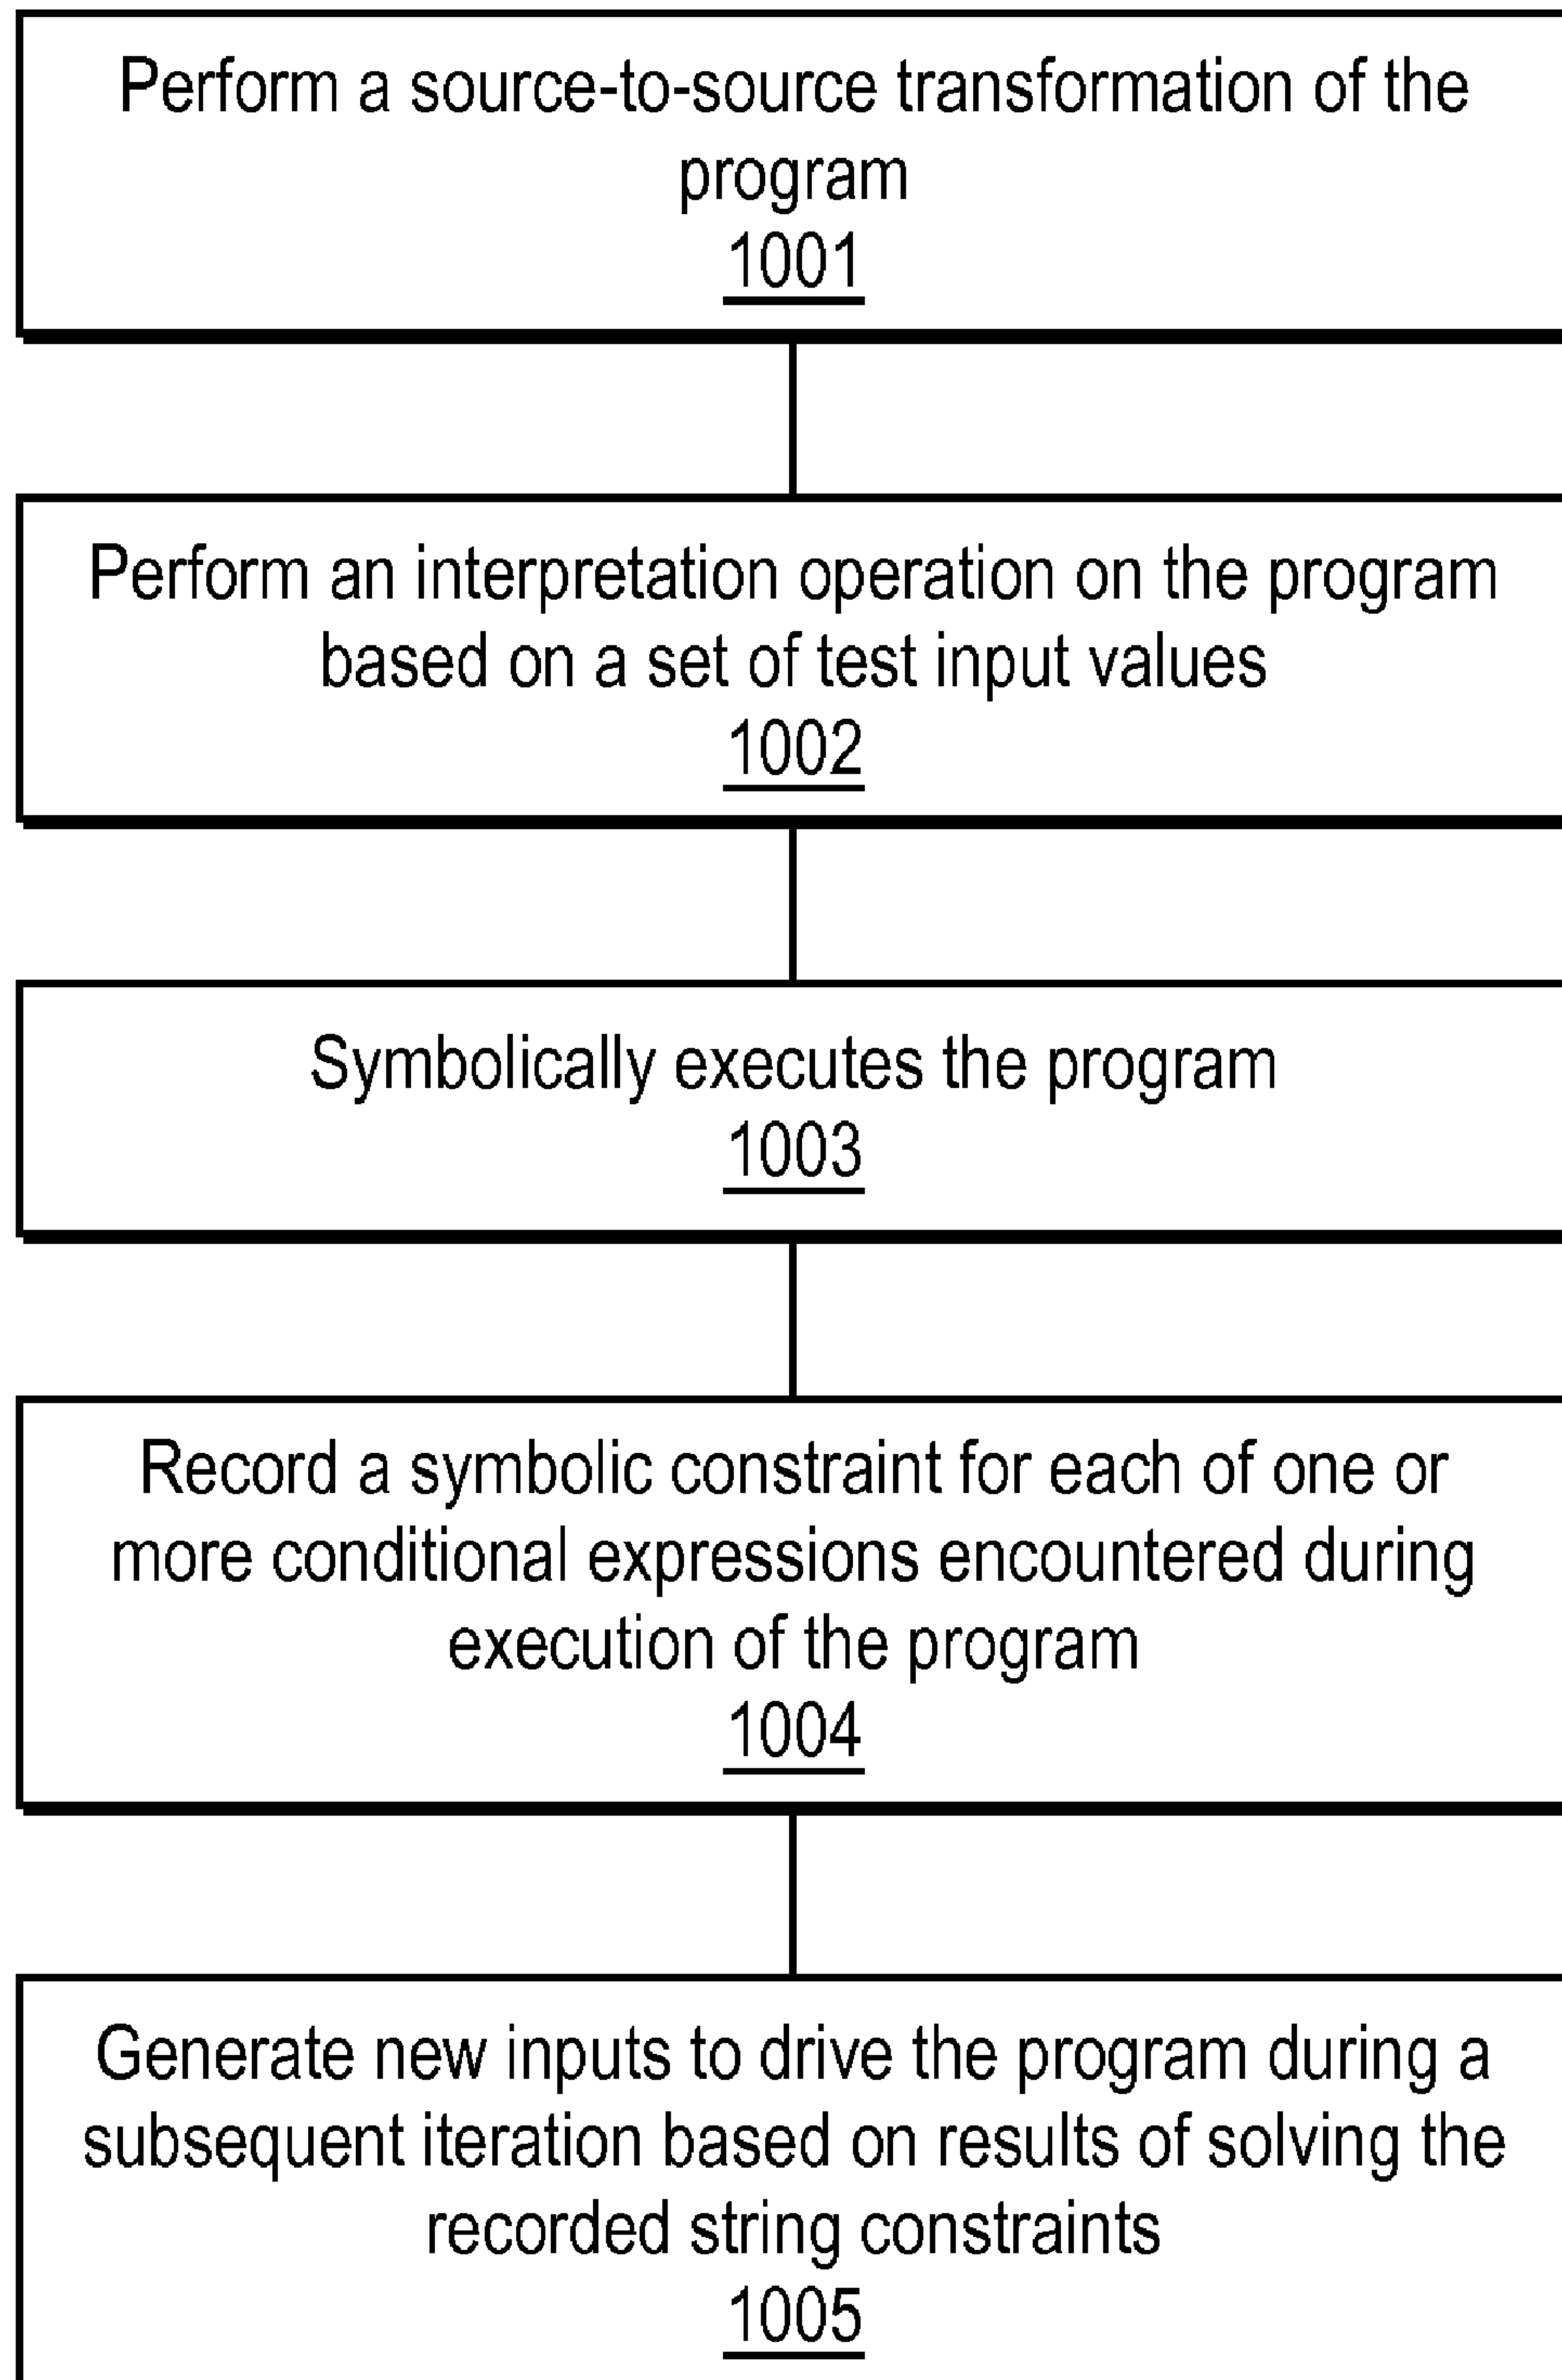 Perform a source-to-source transformation of the
program
1001
Perform an interpretation operation on the program
based on a set of test input values
1002
Symbolically executes the program
1003
Record a symbolic constraint for each of one or
more conditional expressions encountered during
execution of the program
1004
Generate new inputs to drive the program during a
subsequent iteration based on results of solving the
recorded string constraints
1005